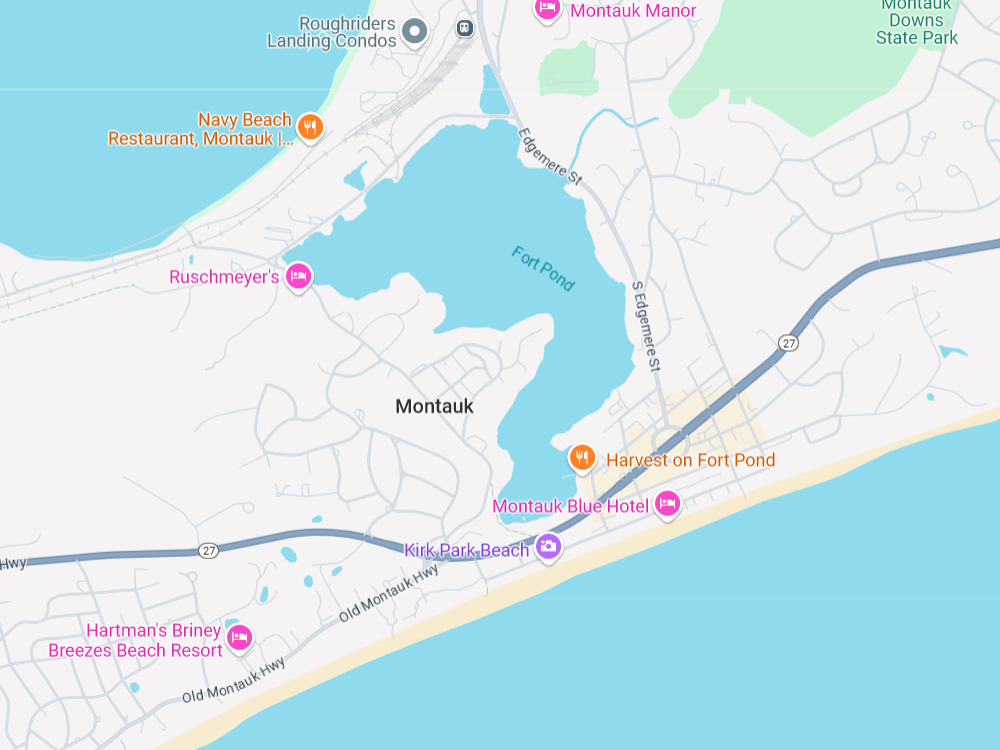 Montauk Manor
Montauk
Downs
State Park
Roughriders
Landing Condos
Navy Beach
Restaurant, Montauk |...
Edgemere St
Fort Pond
Ruschmeyer's
S Edgemere St
27
Montauk
Harvest on Fort Pond
Montauk Blue Hotel
Kirk Park Beach
27
Hwy
Old Montauk Hwy
Hartman's Briney
Breezes Beach Resort
Old Montauk Hwy